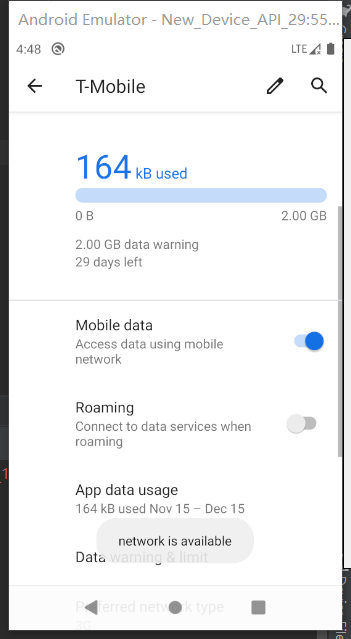 Android Emulator - New_Device_API_29:55...
4:48
LTE
T-Mobile
164 kB used
0 B
2.00 GB
2.00 GB data warning
29 days left
Mobile data
Access data using mobile
network
Roaming
Connect to data services when
roaming
App data usage
164 kB used Nov 15 – Dec 15
network is available
Data warning & limit
Preferred network type
3G